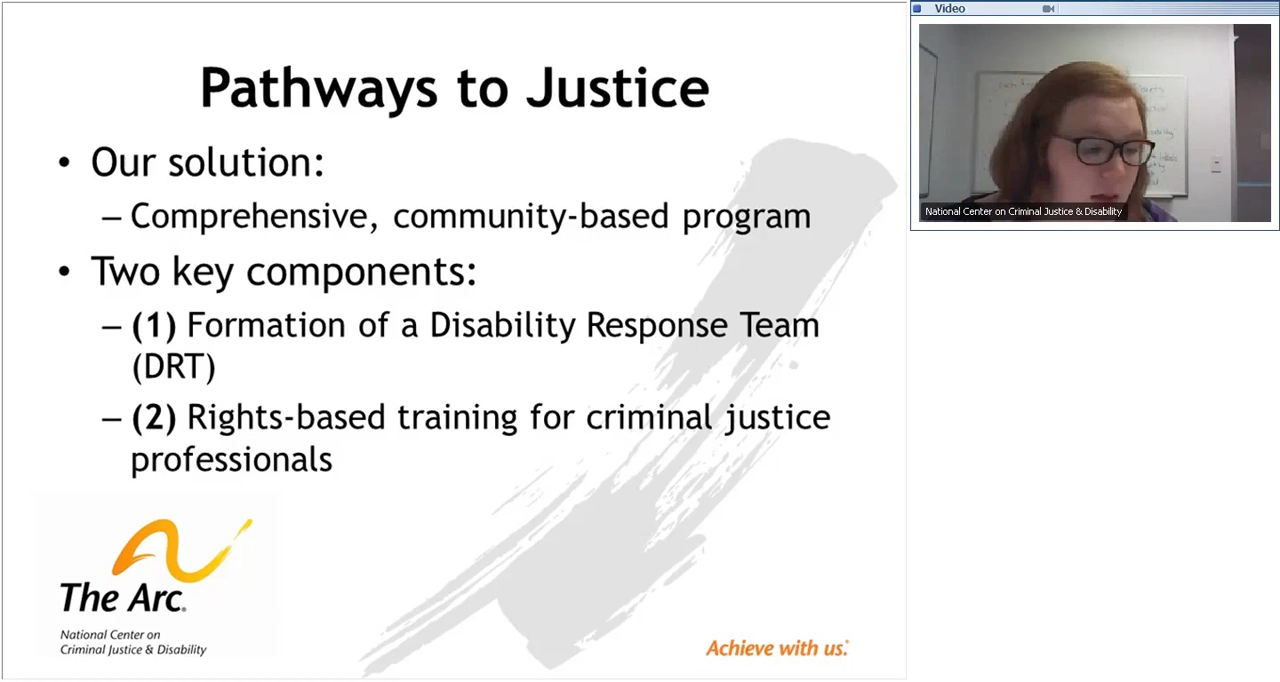 Pathways to Justice
• Our solution:
– Comprehensive, community-based program
• Two key components:
– (1) Formation of a Disability Response Team
(DRT)
– (2) Rights-based training for criminal justice
professionals
The Arc®
National Center on
Criminal Justice & Disability
Achieve with us.®
Video
National Center on Criminal Justice & Disability